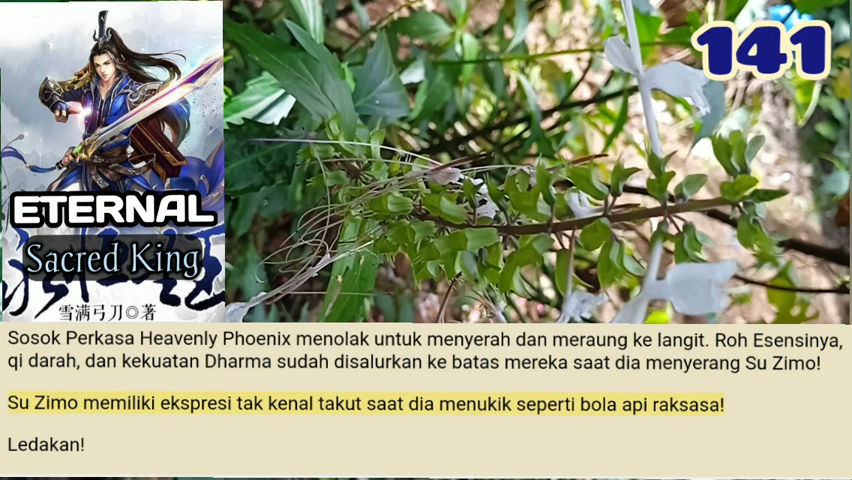 141
ETERNAL
Sacred King
雪满弓刀◎著
Sosok Perkasa Heavenly Phoenix menolak untuk menyerah dan meraung ke langit. Roh Esensinya,
qi darah, dan kekuatan Dharma sudah disalurkan ke batas mereka saat dia menyerang Su Zimo!
Su Zimo memiliki ekspresi tak kenal takut saat dia menukik seperti bola api raksasa!
Ledakan!